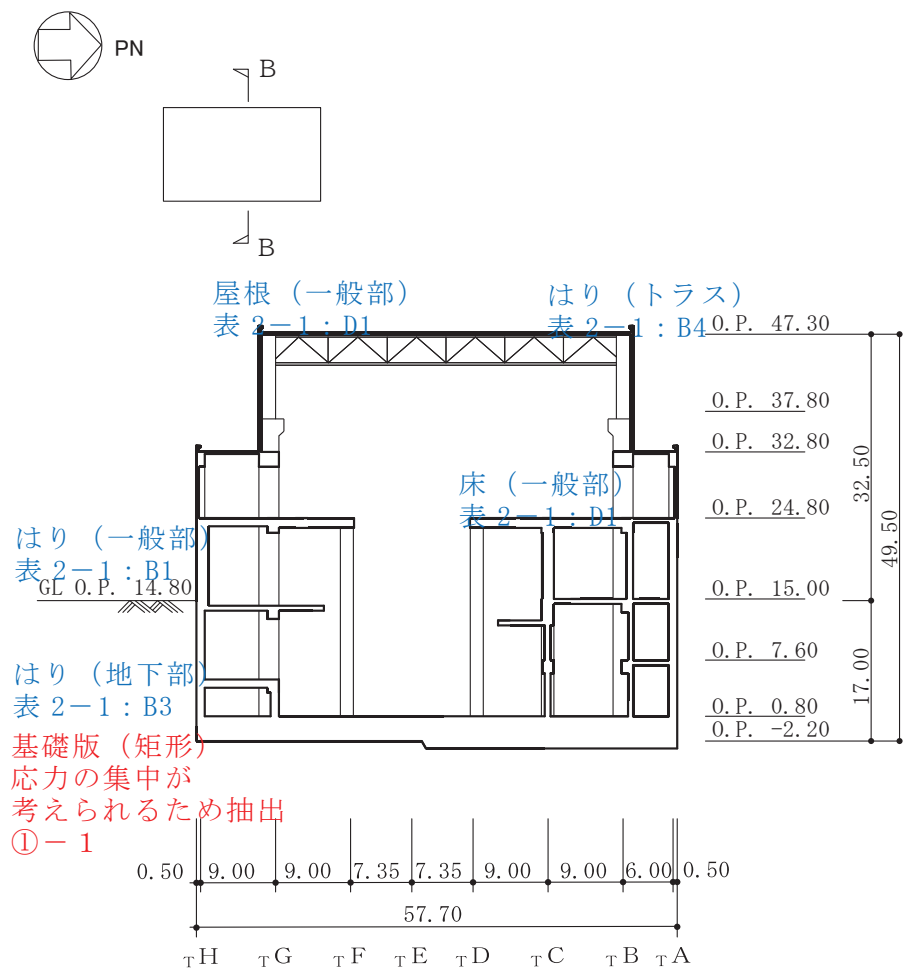 PN
B
B
屋根（一般部）
表２－１：D1
はり（トラス）
表２－１：B4
O.P. 47.30
O.P. 37.80
O.P. 32.80
床（一般部）
表２－１：D1
O.P. 24.80
はり（一般部）
表２－１：B1
GL O.P. 14.80
O.P. 15.00
O.P. 7.60
はり（地下部）
表２－１：B3
O.P. 0.80
O.P. -2.20
32.50
17.00
49.50
基礎版（矩形）
応力の集中が
考えられるため抽出
①－１
0.50 9.00 9.00 7.35 7.35 9.00 9.00 6.00 0.50
57.70
TH TG TF TE TD TC TB TA